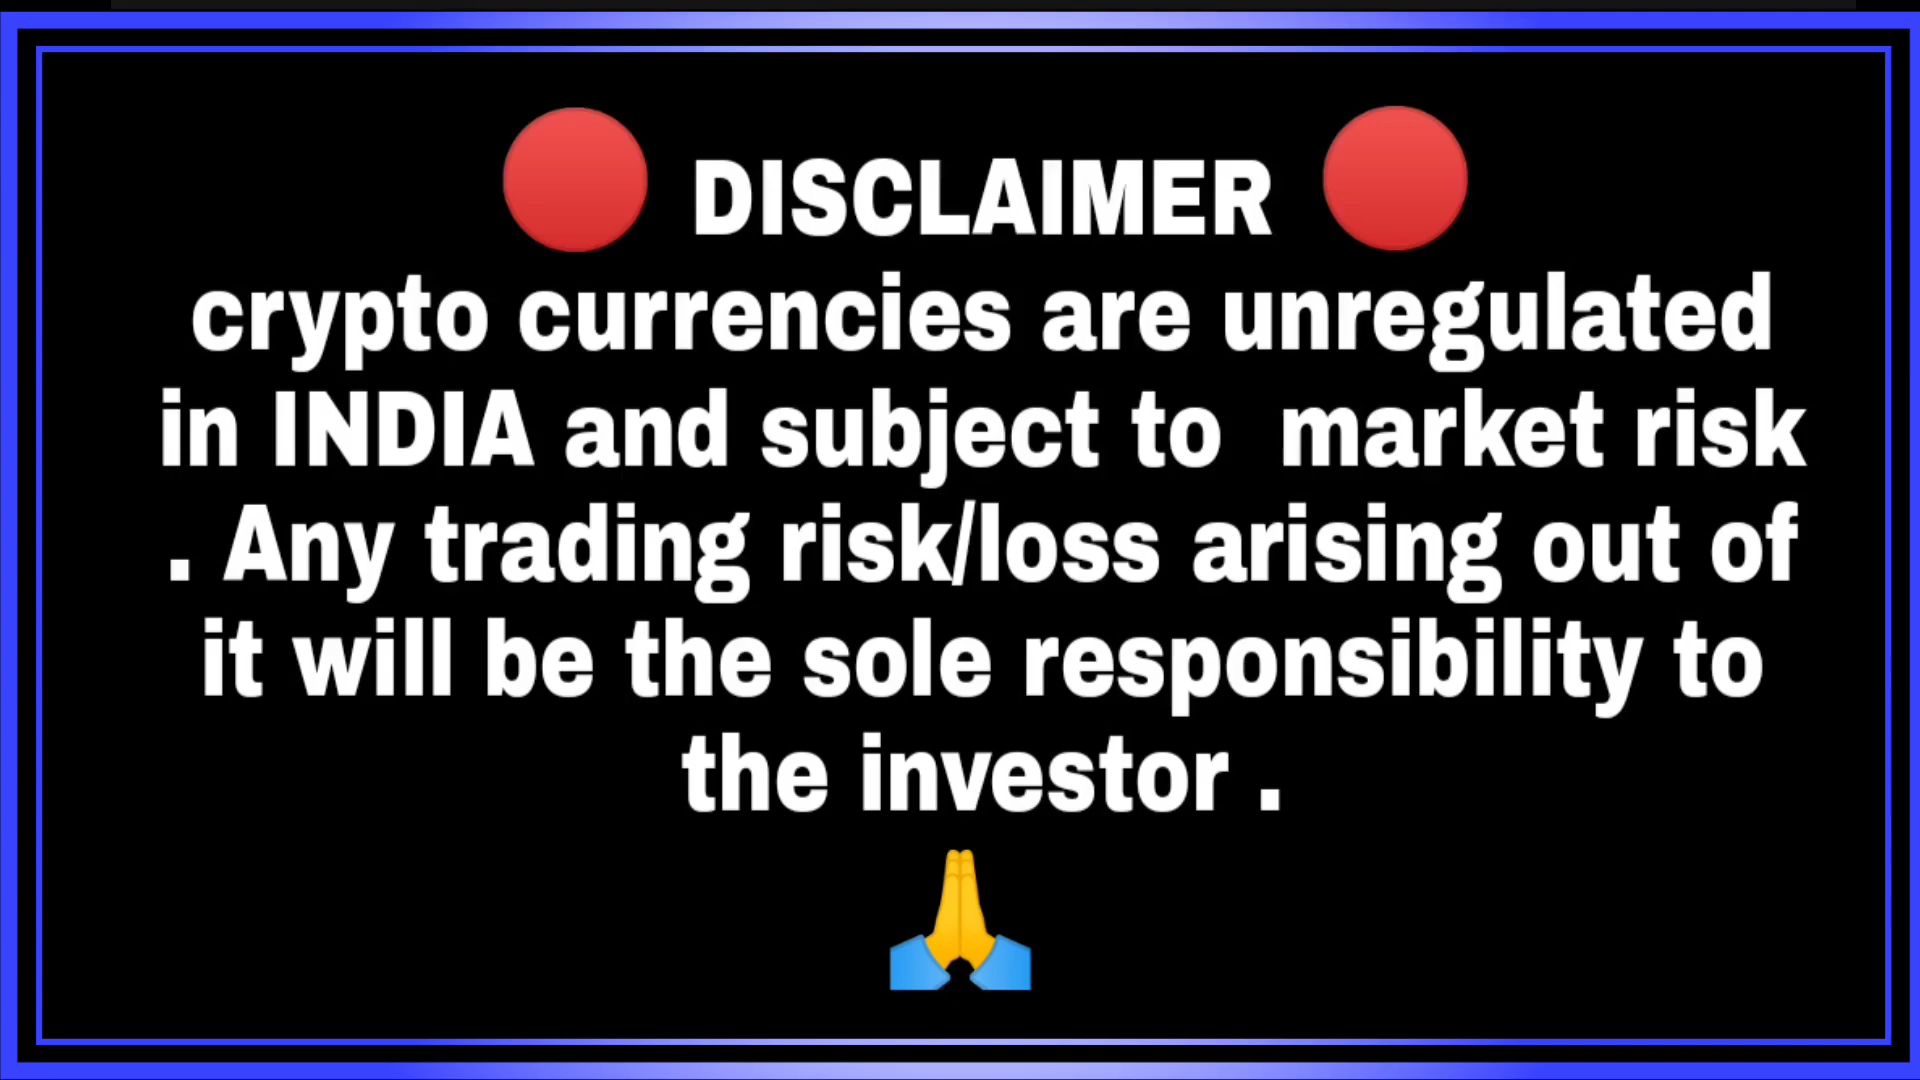 🔴 DISCLAIMER 🔴
crypto currencies are unregulated
in INDIA and subject to  market risk
. Any trading risk/loss arising out of
it will be the sole responsibility to
the investor .
🙏